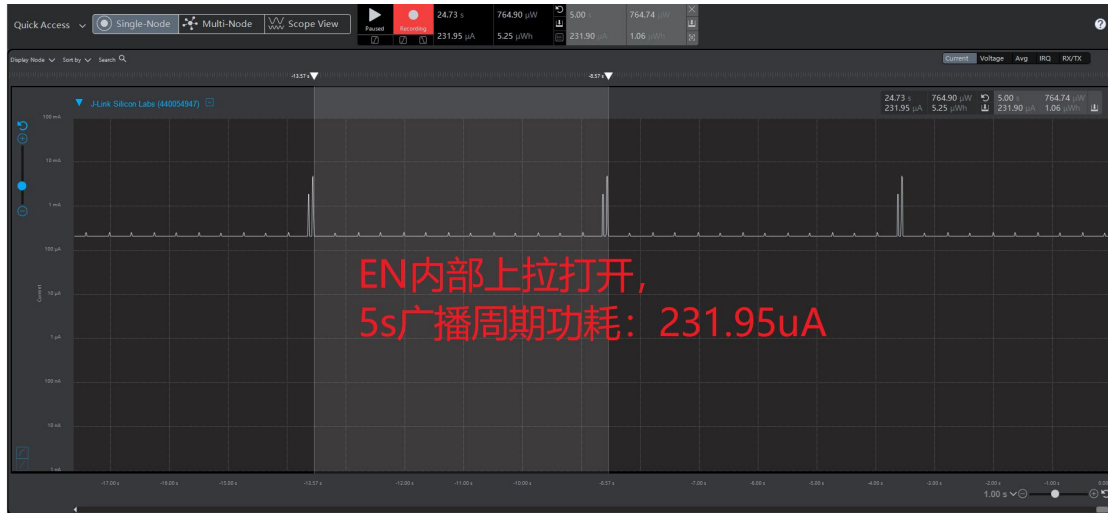 Quick Access
Single-Node
Multi-Node
Scope View
Paused
Recording
24.73 s
764.90 µW
231.95 µA
5.25 µWh
5.00 s
764.74 µW
231.90 µA
1.06 µWh
Display Node
Sort by
Search
Current
Voltage
Avg
IRQ
RX/TX
-13.57 s
-8.57 s
J-Link Silicon Labs (440054947)
24.73 s 764.90 µW 5.00 s 764.74 µW
231.95 µA 5.25 µWh 231.90 µA 1.06 µWh
100 mA
10 mA
1 mA
100 µA
10 µA
1 µA
100 nA
10 nA
1 nA
Current
EN内部上拉打开,
5s广播周期功耗：231.95uA
-17.00 s
-16.00 s
-15.00 s
-13.57 s
-12.00 s
-11.00 s
-10.00 s
-8.57 s
-7.00 s
-6.00 s
-5.00 s
-4.00 s
-3.00 s
-2.00 s
-1.00 s
0.00
1.00 s